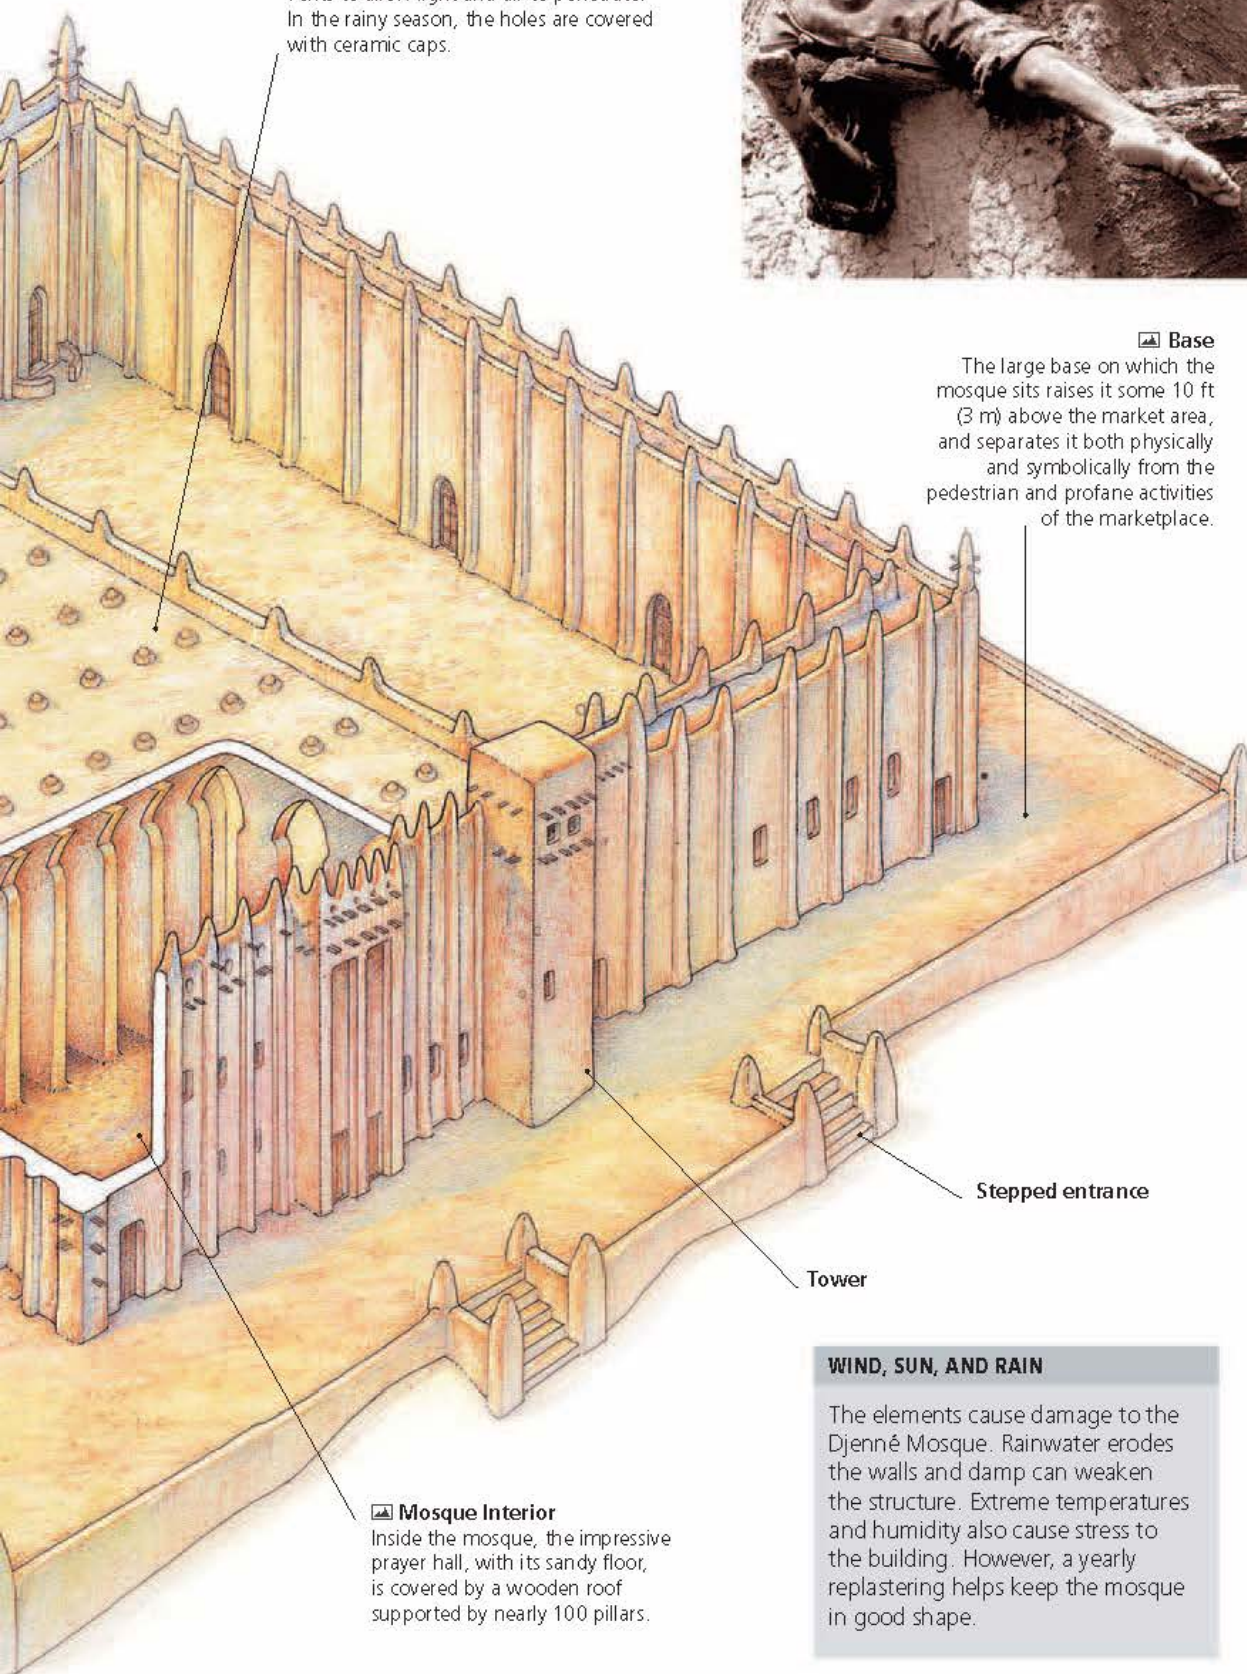 In the rainy season, the holes are covered
with ceramic caps.
Base
The large base on which the
mosque sits raises it some 10 ft
(3 m) above the market area,
and separates it both physically
and symbolically from the
pedestrian and profane activities
of the marketplace.
Stepped entrance
Tower
WIND, SUN, AND RAIN
The elements cause damage to the
Djenné Mosque. Rainwater erodes
the walls and damp can weaken
the structure. Extreme temperatures
and humidity also cause stress to
the building. However, a yearly
replastering helps keep the mosque
in good shape.
Mosque Interior
Inside the mosque, the impressive
prayer hall, with its sandy floor,
is covered by a wooden roof
supported by nearly 100 pillars.